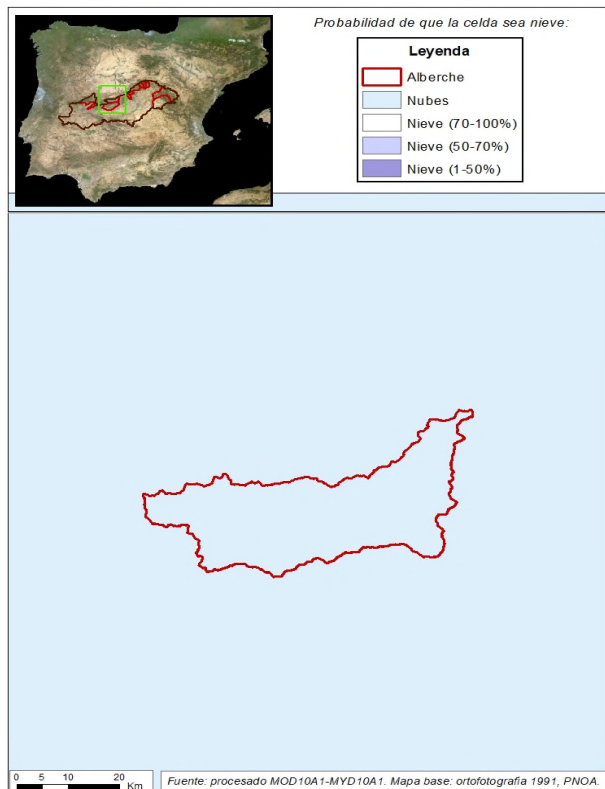 Probabilidad de que la celda sea nieve:
Leyenda
Alberche
Nubes
Nieve (70-100%)
Nieve (50-70%)
Nieve (1-50%)
0 5 10 20
Km
Fuente: procesado MOD10A1-MYD10A1. Mapa base: ortofotografia 1991, PNOA.